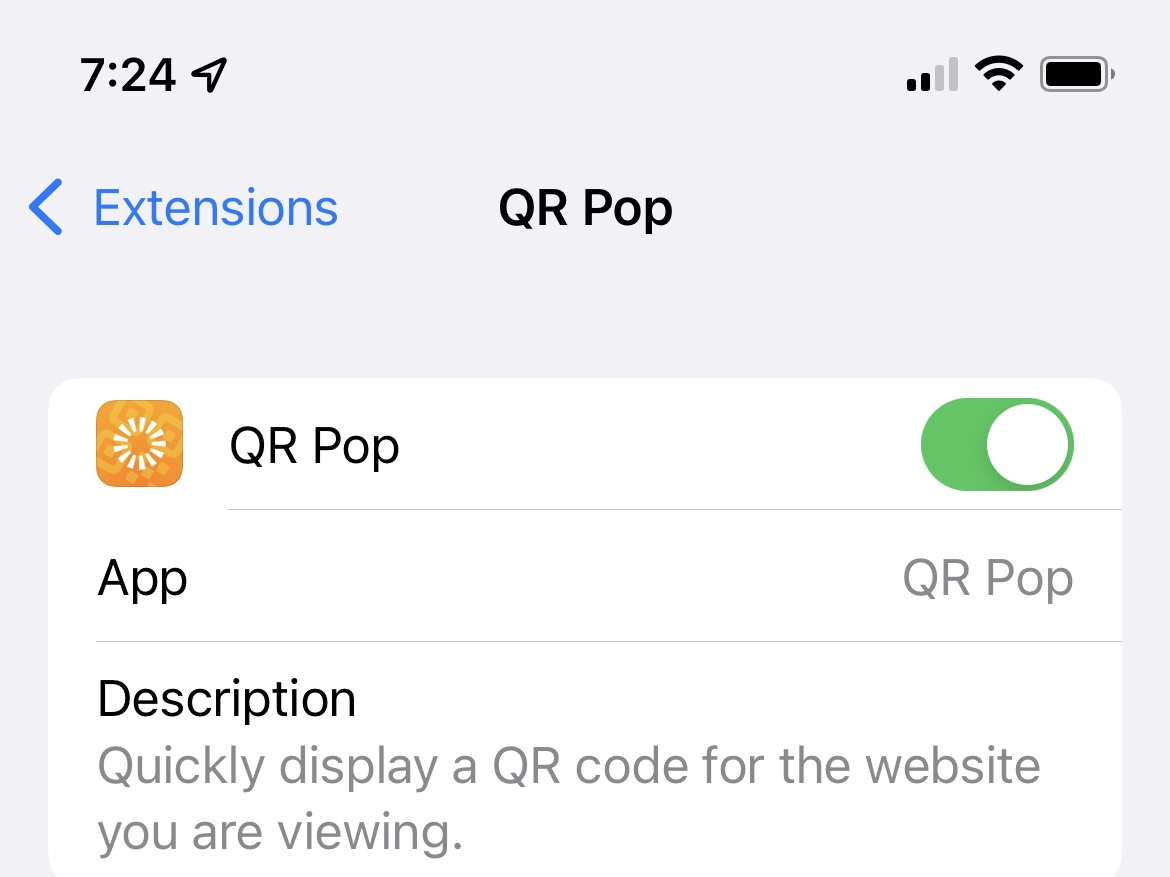 7:24
Extensions
QR Pop
QR Pop
App
QR Pop
Description
Quickly display a QR code for the website
you are viewing.